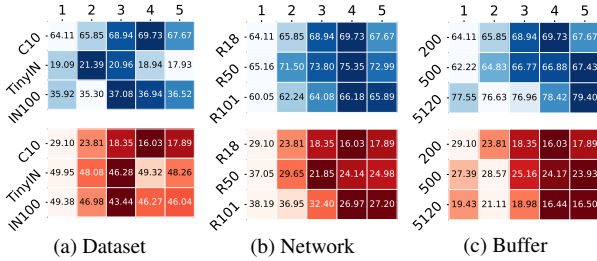 1 2 3 4 5
C10 64.11 65.85 68.94 69.73 67.67
TinyIN 19.09 21.39 20.96 18.94 17.93
IN100 35.92 35.30 37.08 36.94 36.52
C10 29.10 23.81 18.35 16.03 17.89
TinyIN 49.95 48.08 46.28 49.32 48.26
IN100 49.38 46.98 43.44 46.27 46.04
(a) Dataset
1 2 3 4 5
R18 64.11 65.85 68.94 69.73 67.67
R50 65.16 71.50 73.80 75.35 72.99
R101 60.05 62.24 64.08 66.18 65.89
R18 29.10 23.81 18.35 16.03 17.89
R50 37.05 29.65 21.85 24.14 24.98
R101 38.19 36.95 32.40 26.97 27.20
(b) Network
1 2 3 4 5
200 64.11 65.85 68.94 69.73 67.67
500 62.22 64.83 66.77 66.88 67.43
5120 77.55 76.63 76.96 78.42 79.40
200 29.10 23.81 18.35 16.03 17.89
500 27.39 28.57 25.16 24.17 23.93
5120 19.43 21.11 18.98 16.44 16.50
(c) Buffer